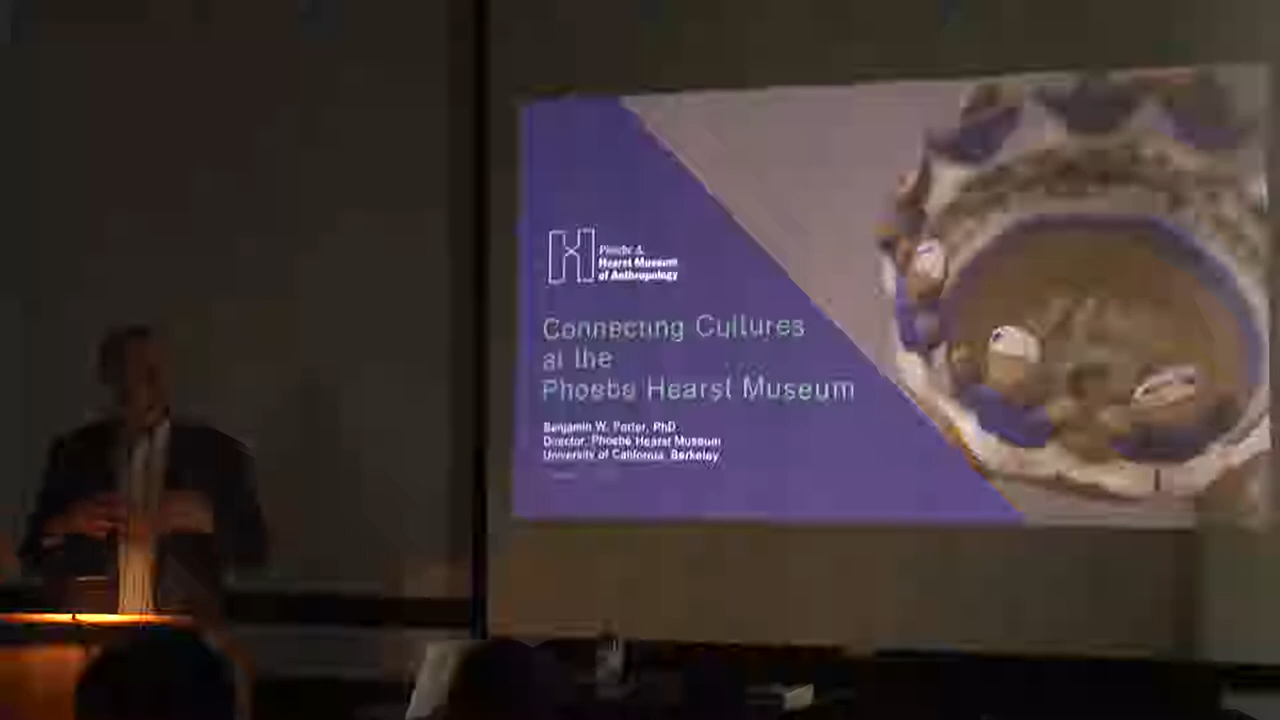 Phoebe A.
Hearst Museum
of Anthropology
Connecting Cultures
at the
Phoebe Hearst Museum
Benjamin W. Porter, PhD
Director, Phoebe Hearst Museum
University of California, Berkeley